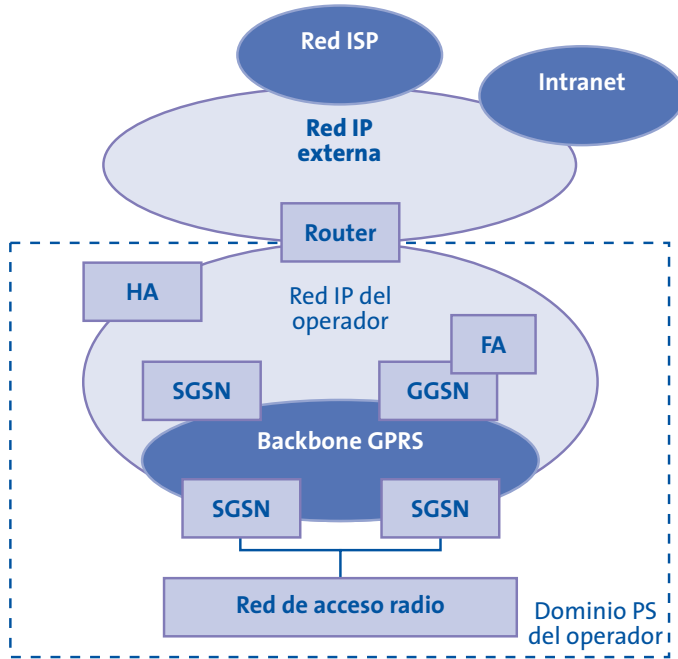 Red ISP
Intranet
Red IP
externa
Router
HA
Red IP del
operador
FA
SGSN
GGSN
Backbone GPRS
SGSN
SGSN
Red de acceso radio
Dominio PS
del operador